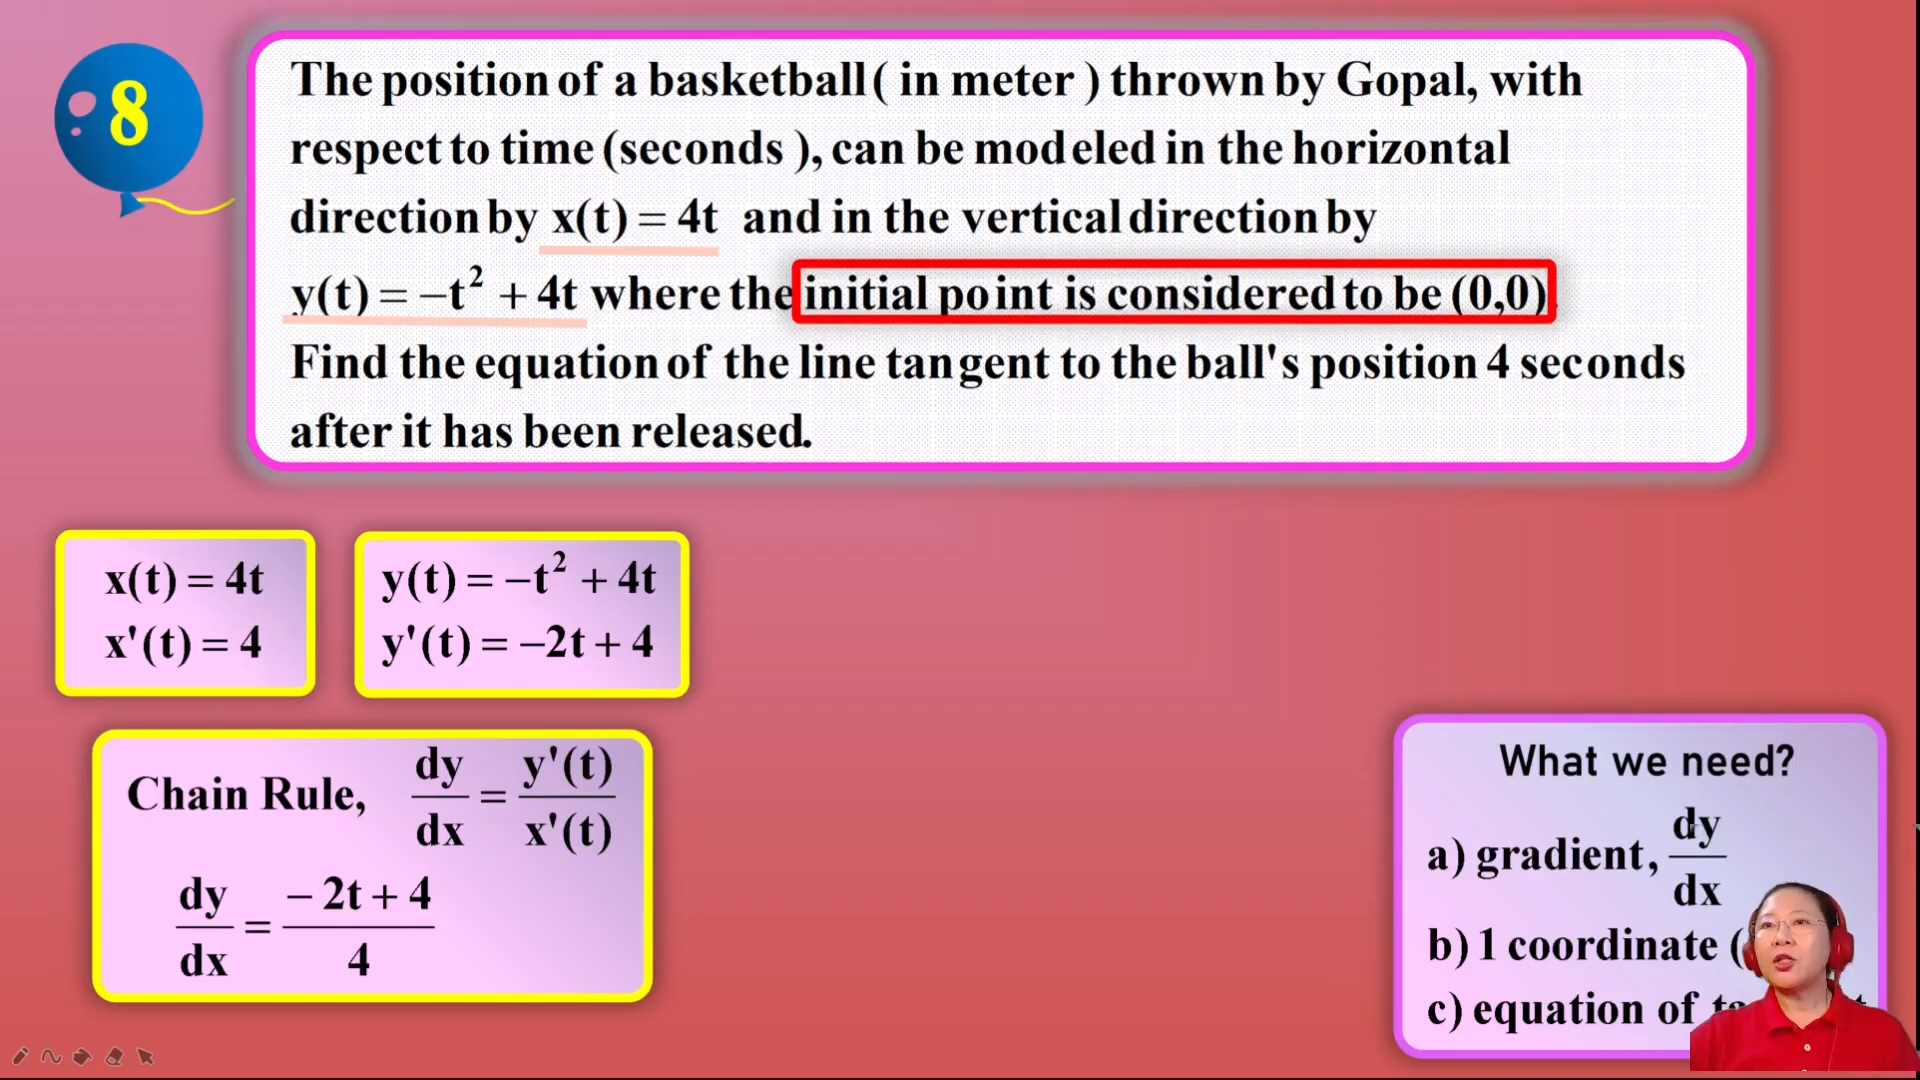 8
The position of a basketball ( in meter ) thrown by Gopal, with
respect to time (seconds ), can be modeled in the horizontal
direction by x(t) = 4t and in the vertical direction by
y(t) = −t² + 4t where the initial point is considered to be (0,0)
Find the equation of the line tangent to the ball's position 4 seconds
after it has been released.
x(t) = 4t
x'(t) = 4
y(t) = −t² + 4t
y'(t) = −2t + 4
Chain Rule, dy/dx = y'(t)/x'(t)
dy/dx = − 2t + 4/4
What we need?
a) gradient, dy/dx
b) 1 coordinate (
c) equation of